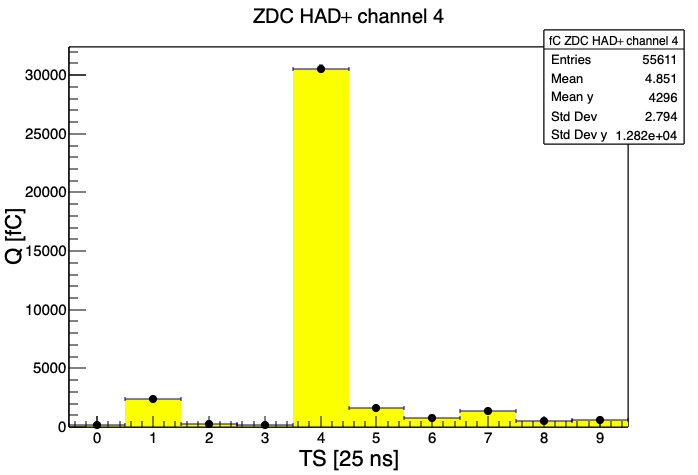 ZDC HAD+ channel 4
fC ZDC HAD+ channel 4
Entries 55611
Mean 4.851
Mean y 4296
Std Dev 2.794
Std Dev y 1.282e+04
Q [fC]
30000
25000
20000
15000
10000
5000
0
0 1 2 3 4 5 6 7 8 9
TS [25 ns]